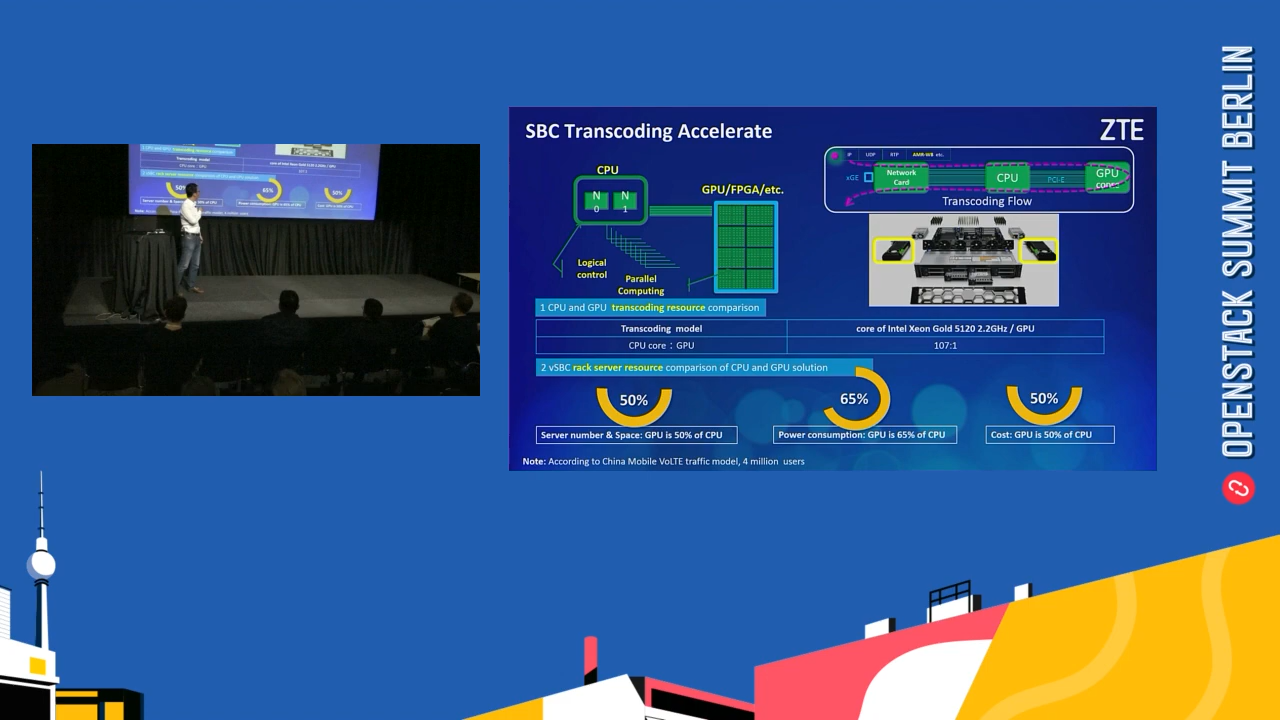 SBC Transcoding Accelerate
ZTE
IP UDP RTP AMR-WB etc.
xGE
Network
Card
CPU
PCI-E
GPU
Transcoding Flow
CPU
N
0
N
1
GPU/FPGA/etc.
Logical
control
Parallel
Computing
1 CPU and GPU transcoding resource comparison
Transcoding model
core of Intel Xeon Gold 5120 2.2GHz / GPU
CPU core：GPU
107:1
2 vSBC rack server resource comparison of CPU and GPU solution
50%
65%
50%
Server number & Space: GPU is 50% of CPU
Power consumption: GPU is 65% of CPU
Cost: GPU is 50% of CPU
Note: According to China Mobile VoLTE traffic model, 4 million users
OPENSTACK SUMMIT BERLIN